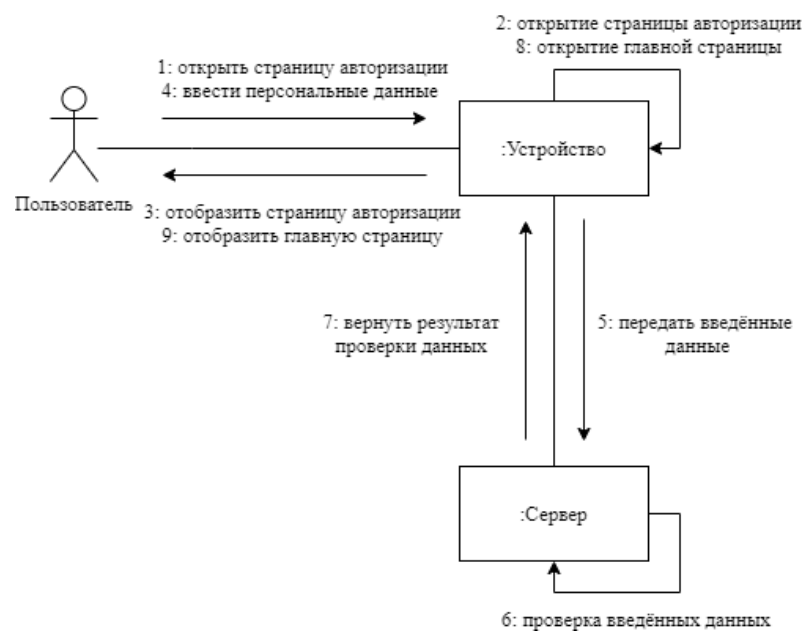 2: открытие страницы авторизации
8: открытие главной страницы
1: открыть страницу авторизации
4: ввести персональные данные
:Устройство
Пользователь
3: отобразить страницу авторизации
9: отобразить главную страницу
7: вернуть результат
проверки данных
5: передать введённые
данные
:Сервер
6: проверка введённых данных